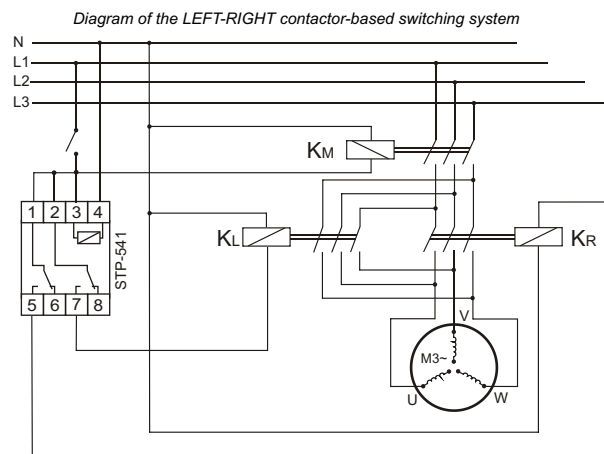 Diagram of the LEFT-RIGHT contactor-based switching system
N
L1
L2
L3
KM
1 2 3 4
KL
KR
STP-541
5 6 7 8
V
M3~
U
W